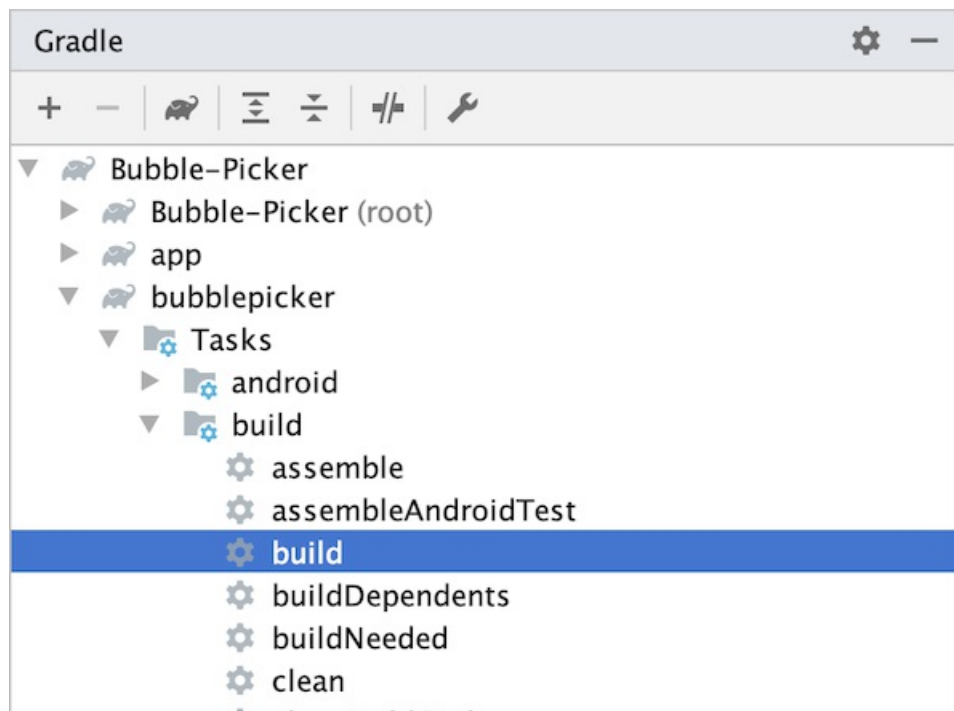 Gradle
Bubble-Picker
Bubble-Picker (root)
app
bubblepicker
Tasks
android
build
assemble
assembleAndroidTest
build
buildDependents
buildNeeded
clean